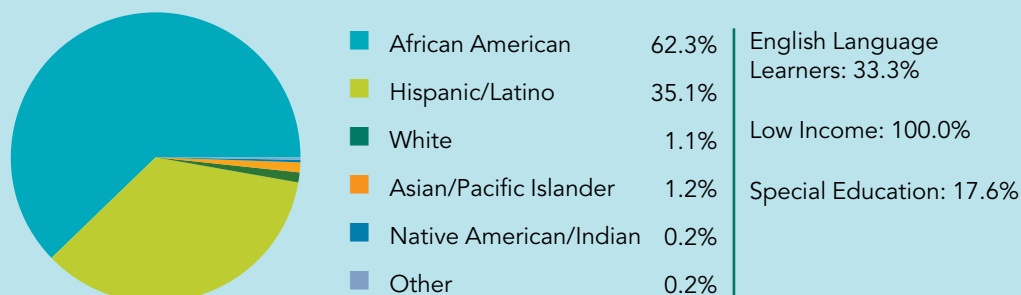 African American 62.3%
Hispanic/Latino 35.1%
White 1.1%
Asian/Pacific Islander 1.2%
Native American/Indian 0.2%
Other 0.2%
English Language
Learners: 33.3%
Low Income: 100.0%
Special Education: 17.6%